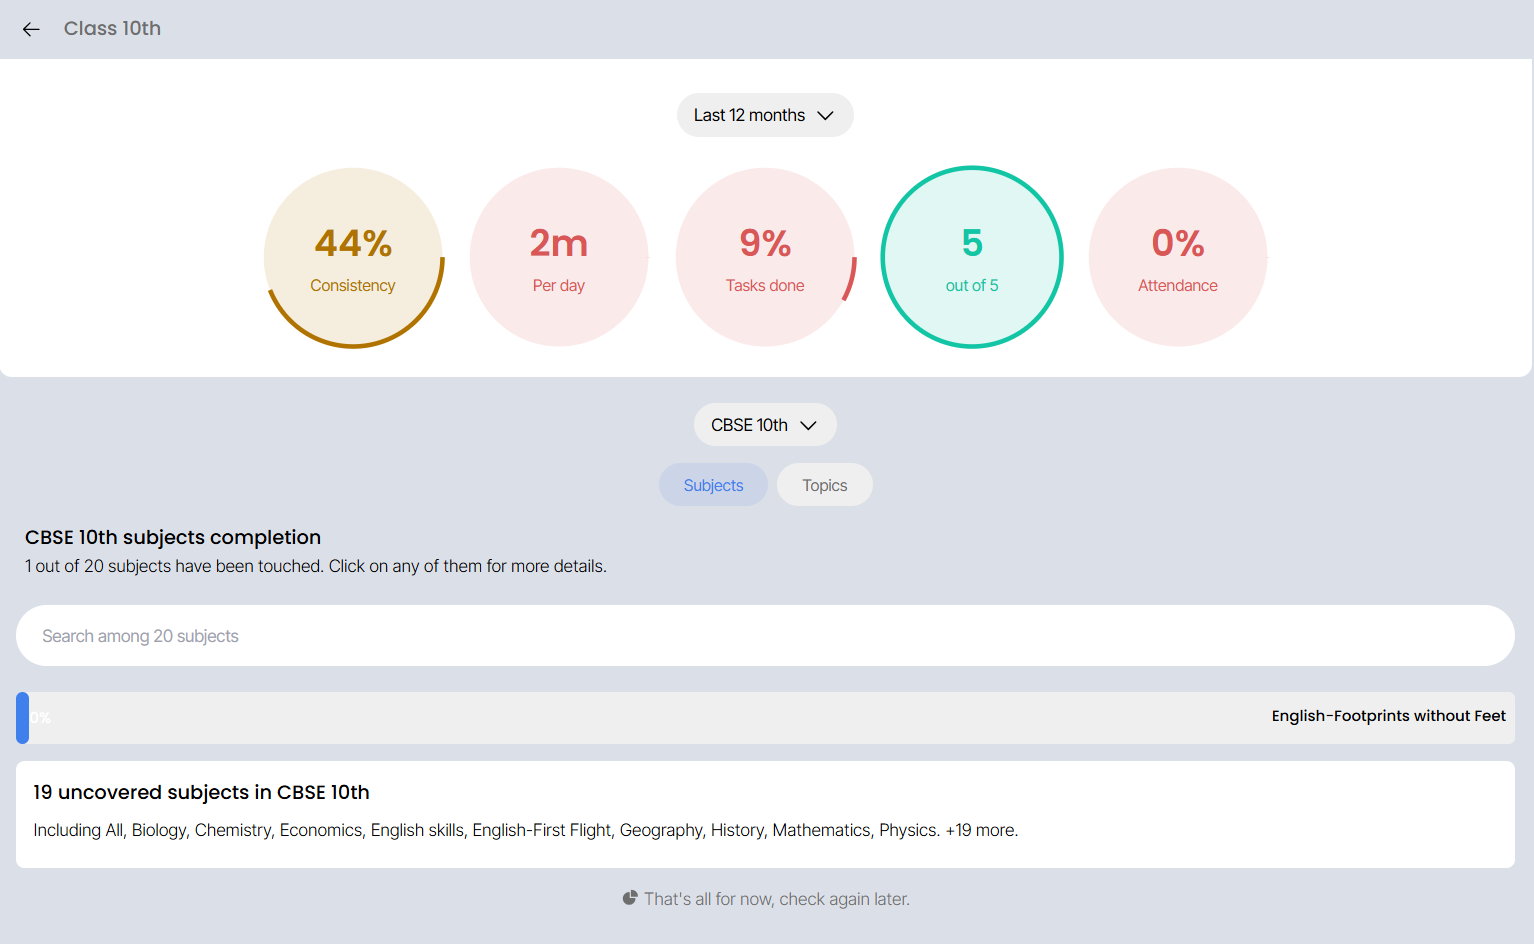 Class 10th
Last 12 months
44%
Consistency
2m
Per day
9%
Tasks done
5
out of 5
0%
Attendance
CBSE 10th
Subjects
Topics
CBSE 10th subjects completion
1 out of 20 subjects have been touched. Click on any of them for more details.
Search among 20 subjects
0%
English-Footprints without Feet
19 uncovered subjects in CBSE 10th
Including All, Biology, Chemistry, Economics, English skills, English-First Flight, Geography, History, Mathematics, Physics. +19 more.
That's all for now, check again later.